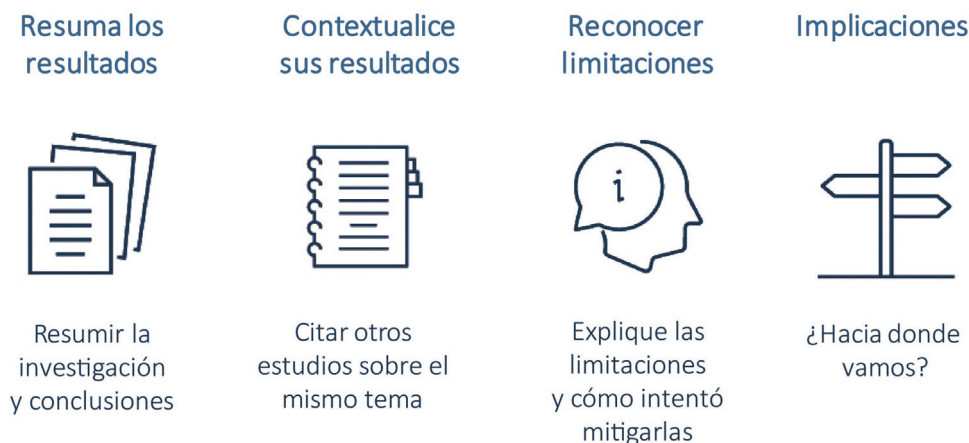 Resuma los
resultados
Contextualice
sus resultados
Reconocer
limitaciones
Implicaciones
i
Resumir la
investigación
y conclusiones
Citar otros
estudios sobre el
mismo tema
Explique las
limitaciones
y cómo intentó
mitigarlas
¿Hacia donde
vamos?